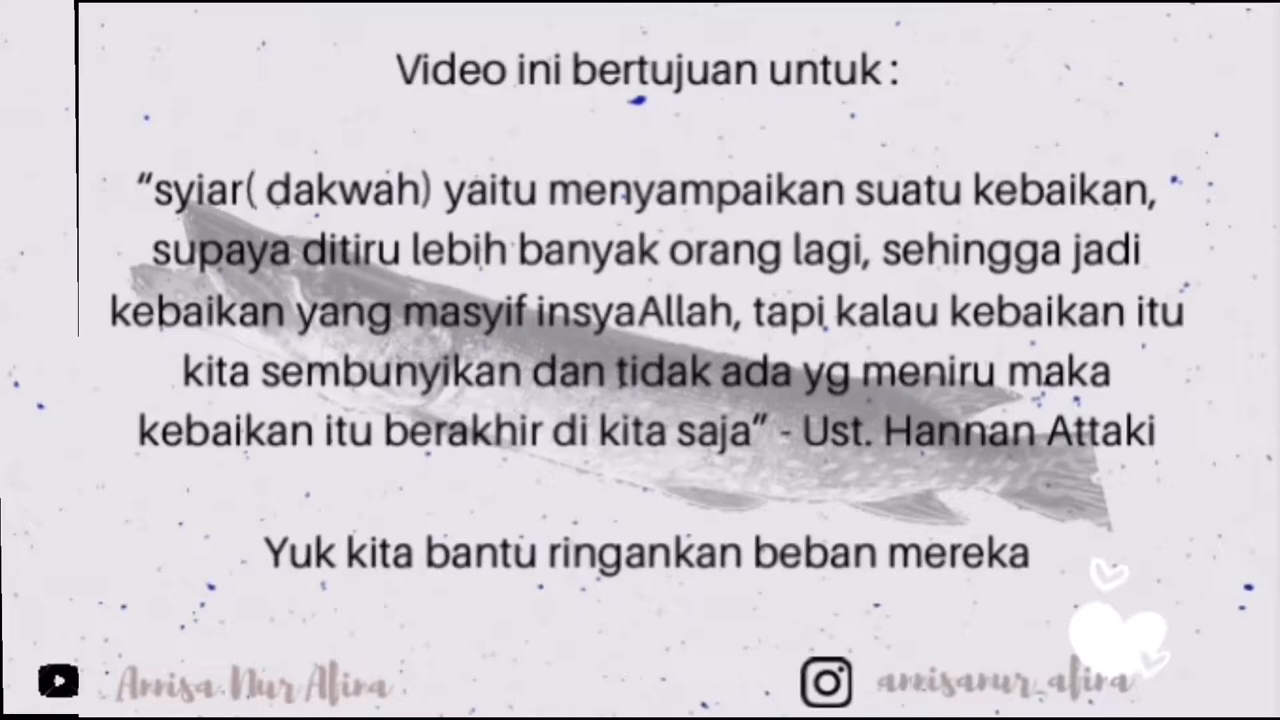 Video ini bertujuan untuk :
“syiar( dakwah) yaitu menyampaikan suatu kebaikan,
supaya ditiru lebih banyak orang lagi, sehingga jadi
kebaikan yang masyif insyaAllah, tapi kalau kebaikan itu
kita sembunyikan dan tidak ada yg meniru maka
kebaikan itu berakhir di kita saja” - Ust. Hannan Attaki
Yuk kita bantu ringankan beban mereka
Annisa Nur Afira
annisanur_afira